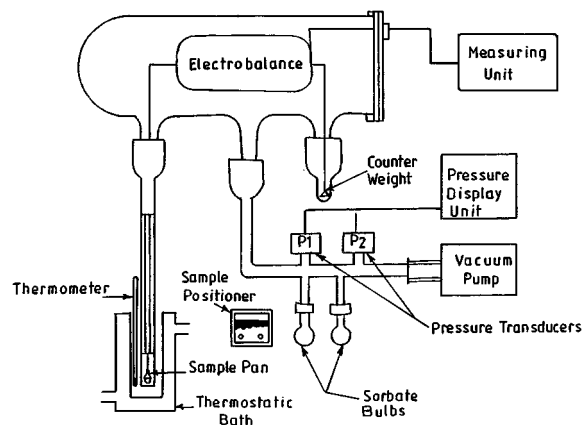 Electrobalance
Measuring
Unit
Counter
Weight
Pressure
Display
Unit
P1
P2
Vacuum
Pump
Thermometer
Sample
Positioner
Pressure Transducers
Sample Pan
Sorbate
Bulbs
Thermostatic
Bath